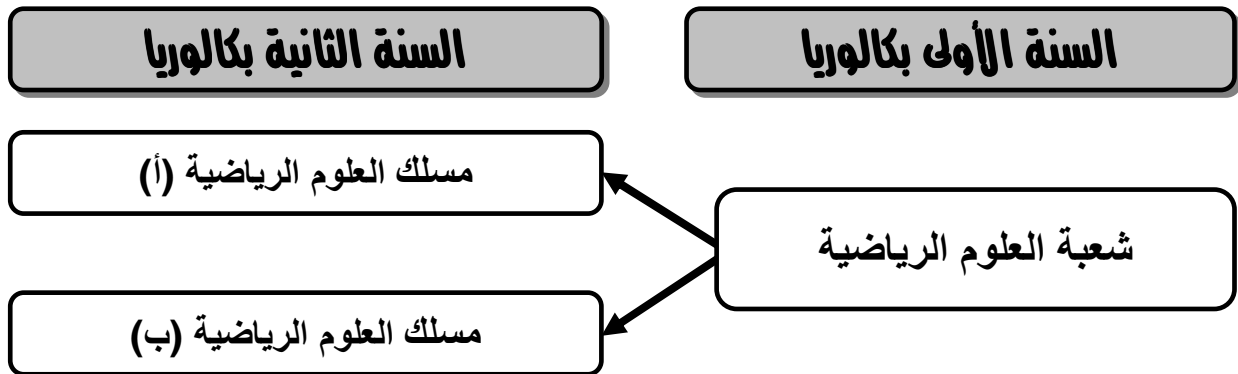 السنة الأولى بكالوريا
السنة الثانية بكالوريا
شعبة العلوم الرياضية
مسلك العلوم الرياضية (أ)
مسلك العلوم الرياضية (ب)